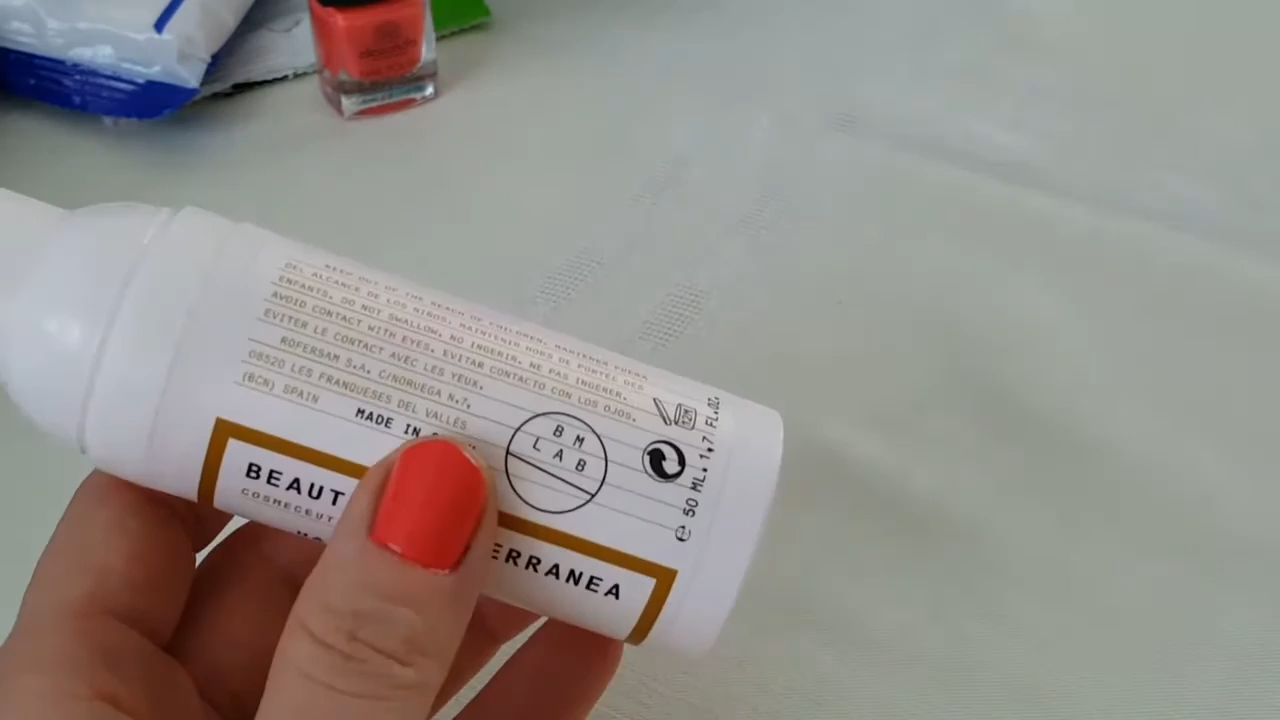 KEEP OUT OF THE REACH OF CHILDREN. MANTENER FUERA
DEL ALCANCE DE LOS NIÑOS. MAINTENIR HORS DE PORTEÉ DES
ENFANTS. DO NOT SWALLOW. NO INGERIR. NE PAS INGÉRER.
AVOID CONTACT WITH EYES. EVITAR CONTACTO CON LOS OJOS.
EVITER LE CONTACT AVEC LES YEUX.
ROFERSAM S.A. C/NORUEGA N.7,
08520 LES FRANQUESES DEL VALLÉS
(BCN) SPAIN
MADE IN
BM
LAB
12M
℮ 50 ML. 1,7 FL.OZ.
BEAUT
ERRANEA
COSMECEUT